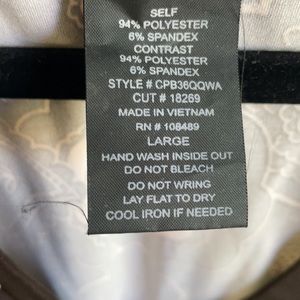 SELF
94% POLYESTER
6% SPANDEX
CONTRAST
94% POLYESTER
6% SPANDEX
STYLE # CPB36QQWA
CUT # 18269
MADE IN VIETNAM
RN # 108489
LARGE
HAND WASH INSIDE OUT
DO NOT BLEACH
DO NOT WRING
LAY FLAT TO DRY
COOL IRON IF NEEDED